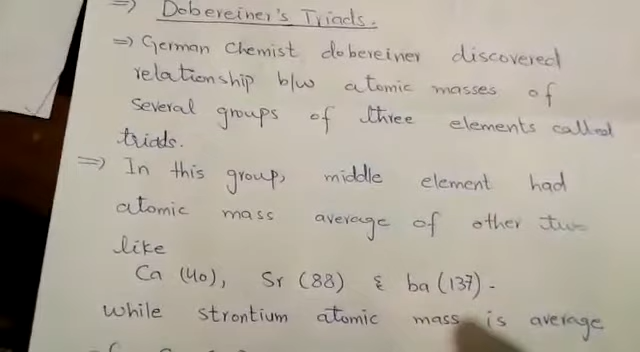 ⇒ Dobereiner's Triads.
⇒ German Chemist dobereiner discovered
relationship b/w atomic masses of
several groups of three elements called
triads.
⇒ In this group, middle element had
atomic mass average of other two
like
Ca (40), Sr (88) & ba (137) -
while strontium atomic mass is average